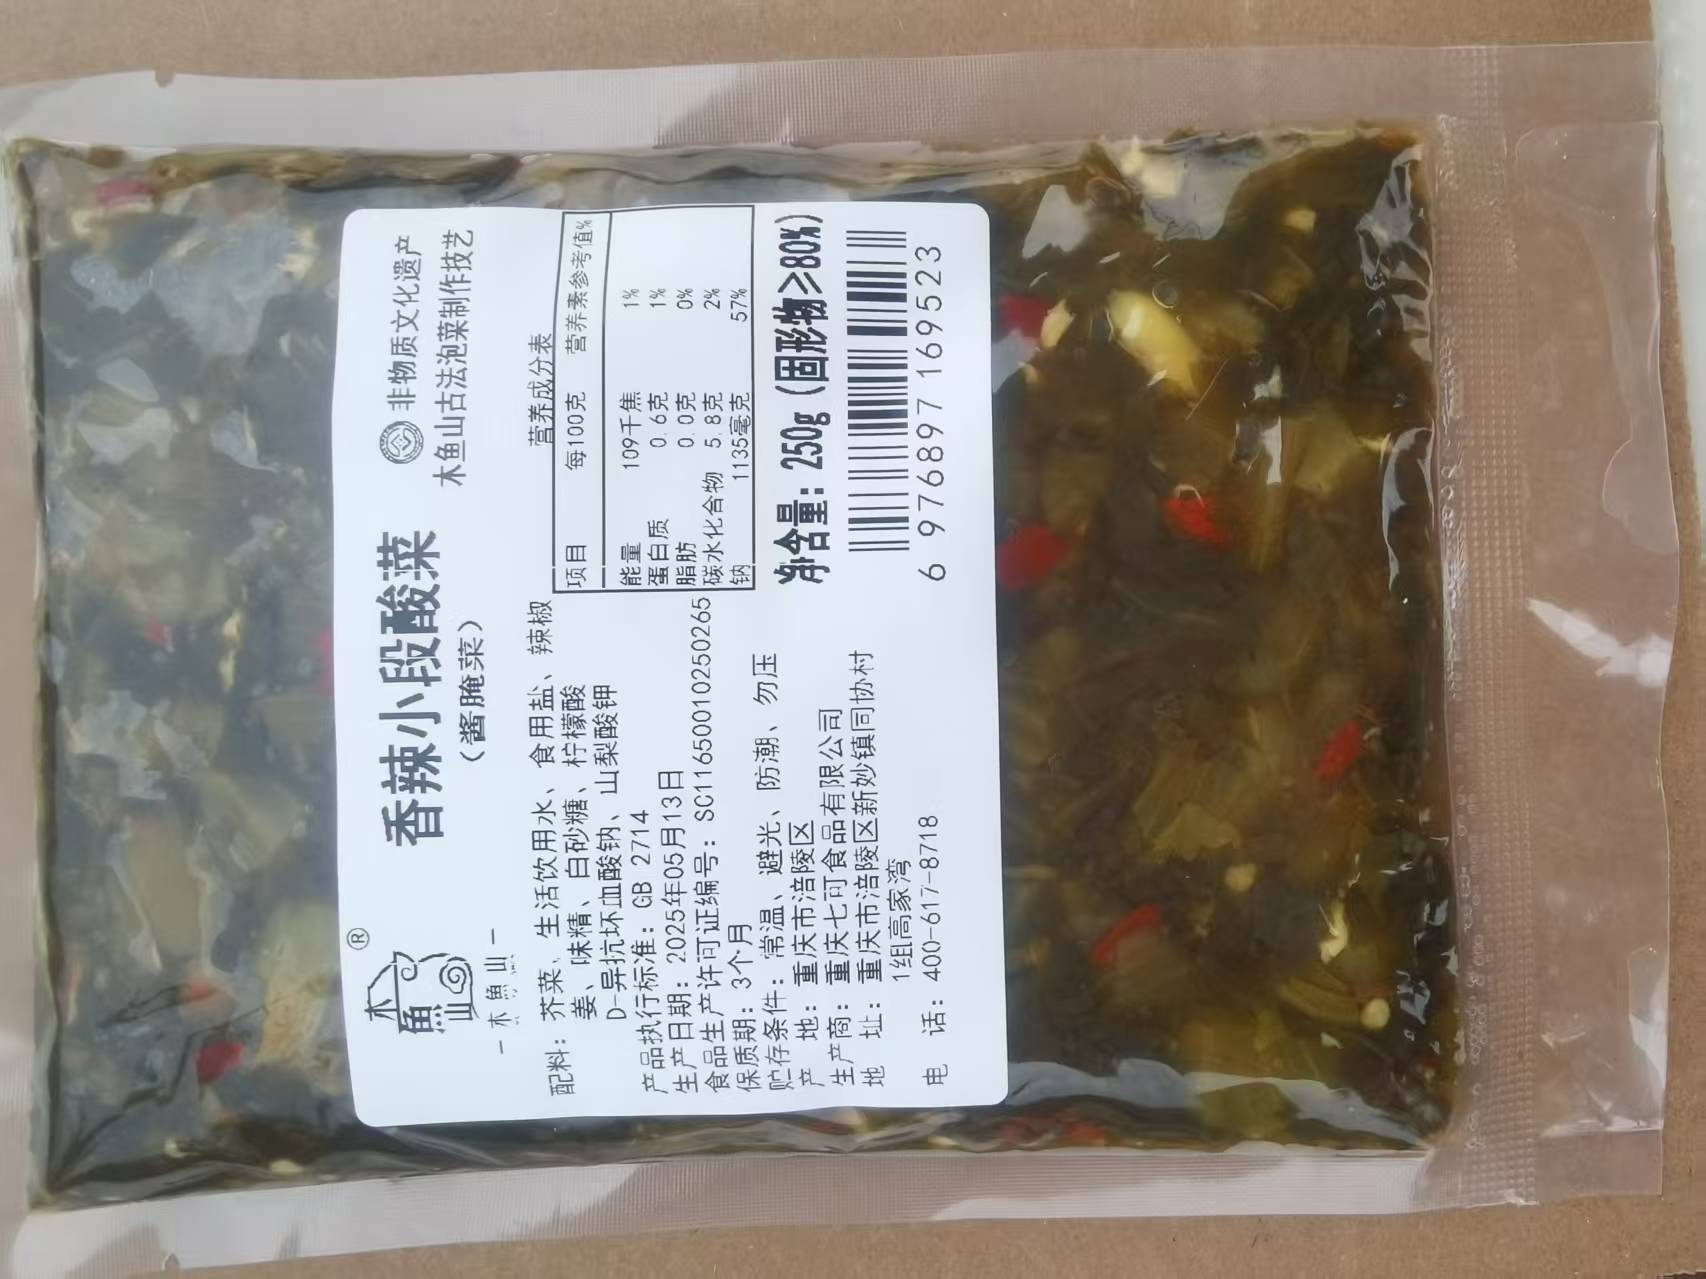 木鱼山
®
木魚山
香辣小段酸菜
（酱腌菜）
非物质文化遗产
木鱼山古法泡菜制作技艺
配料：芥菜、生活饮用水、食用盐、辣椒
姜、味精、白砂糖、柠檬酸
D-异抗坏血酸钠、山梨酸钾
产品执行标准：GB 2714
生产日期：2025年05月13日
食品生产许可证编号：SC11650010250265
保质期：3个月
贮存条件：常温、避光、防潮、勿压
产 地：重庆市涪陵区
生产商：重庆七可食品有限公司
地 址：重庆市涪陵区新妙镇同协村
1组高家湾
电 话：400-617-8718
营养成分表
项目 每100克 营养素参考值%
能量 109千焦 1%
蛋白质 0.6克 1%
脂肪 0.0克 0%
碳水化合物 5.8克 2%
钠 1135毫克 57%
净含量：250g（固形物≥80%）
6 976897 169523